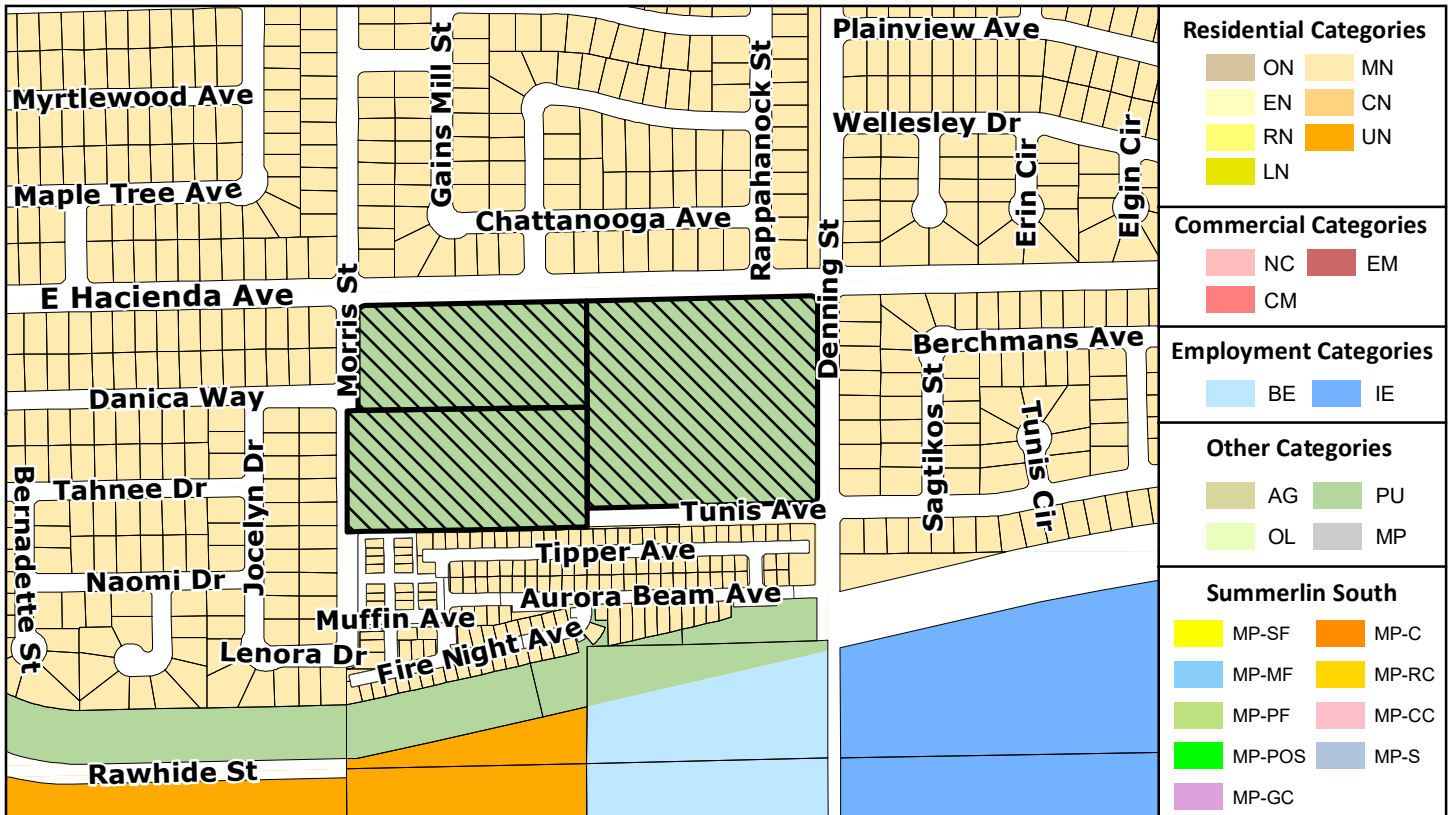 Plainview Ave
Gains Mill St
Rappahanock St
Myrtlewood Ave
Wellesley Dr
Erin Cir
Elgin Cir
Maple Tree Ave
Chattanooga Ave
E Hacienda Ave
Morris St
Denning St
Berchmans Ave
Danica Way
Sagtikos St
Tunis Cir
Bernadette St
Tahnee Dr
Jocelyn Dr
Tunis Ave
Tipper Ave
Naomi Dr
Aurora Beam Ave
Muffin Ave
Lenora Dr
Fire Night Ave
Rawhide St
Residential Categories
ON MN
EN CN
RN UN
LN
Commercial Categories
NC EM
CM
Employment Categories
BE IE
Other Categories
AG PU
OL MP
Summerlin South
MP-SF MP-C
MP-MF MP-RC
MP-PF MP-CC
MP-POS MP-S
MP-GC